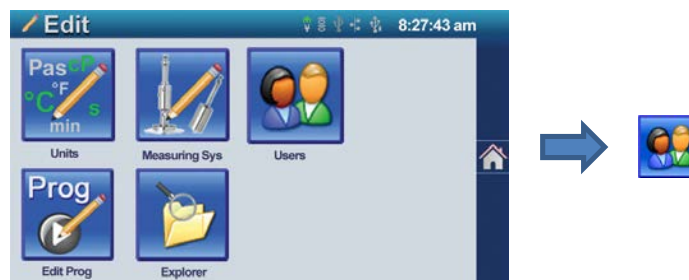 Edit 8:27:43 am
Pas cP
°C °F s
min
Units Measuring Sys Users
Prog
Edit Prog Explorer